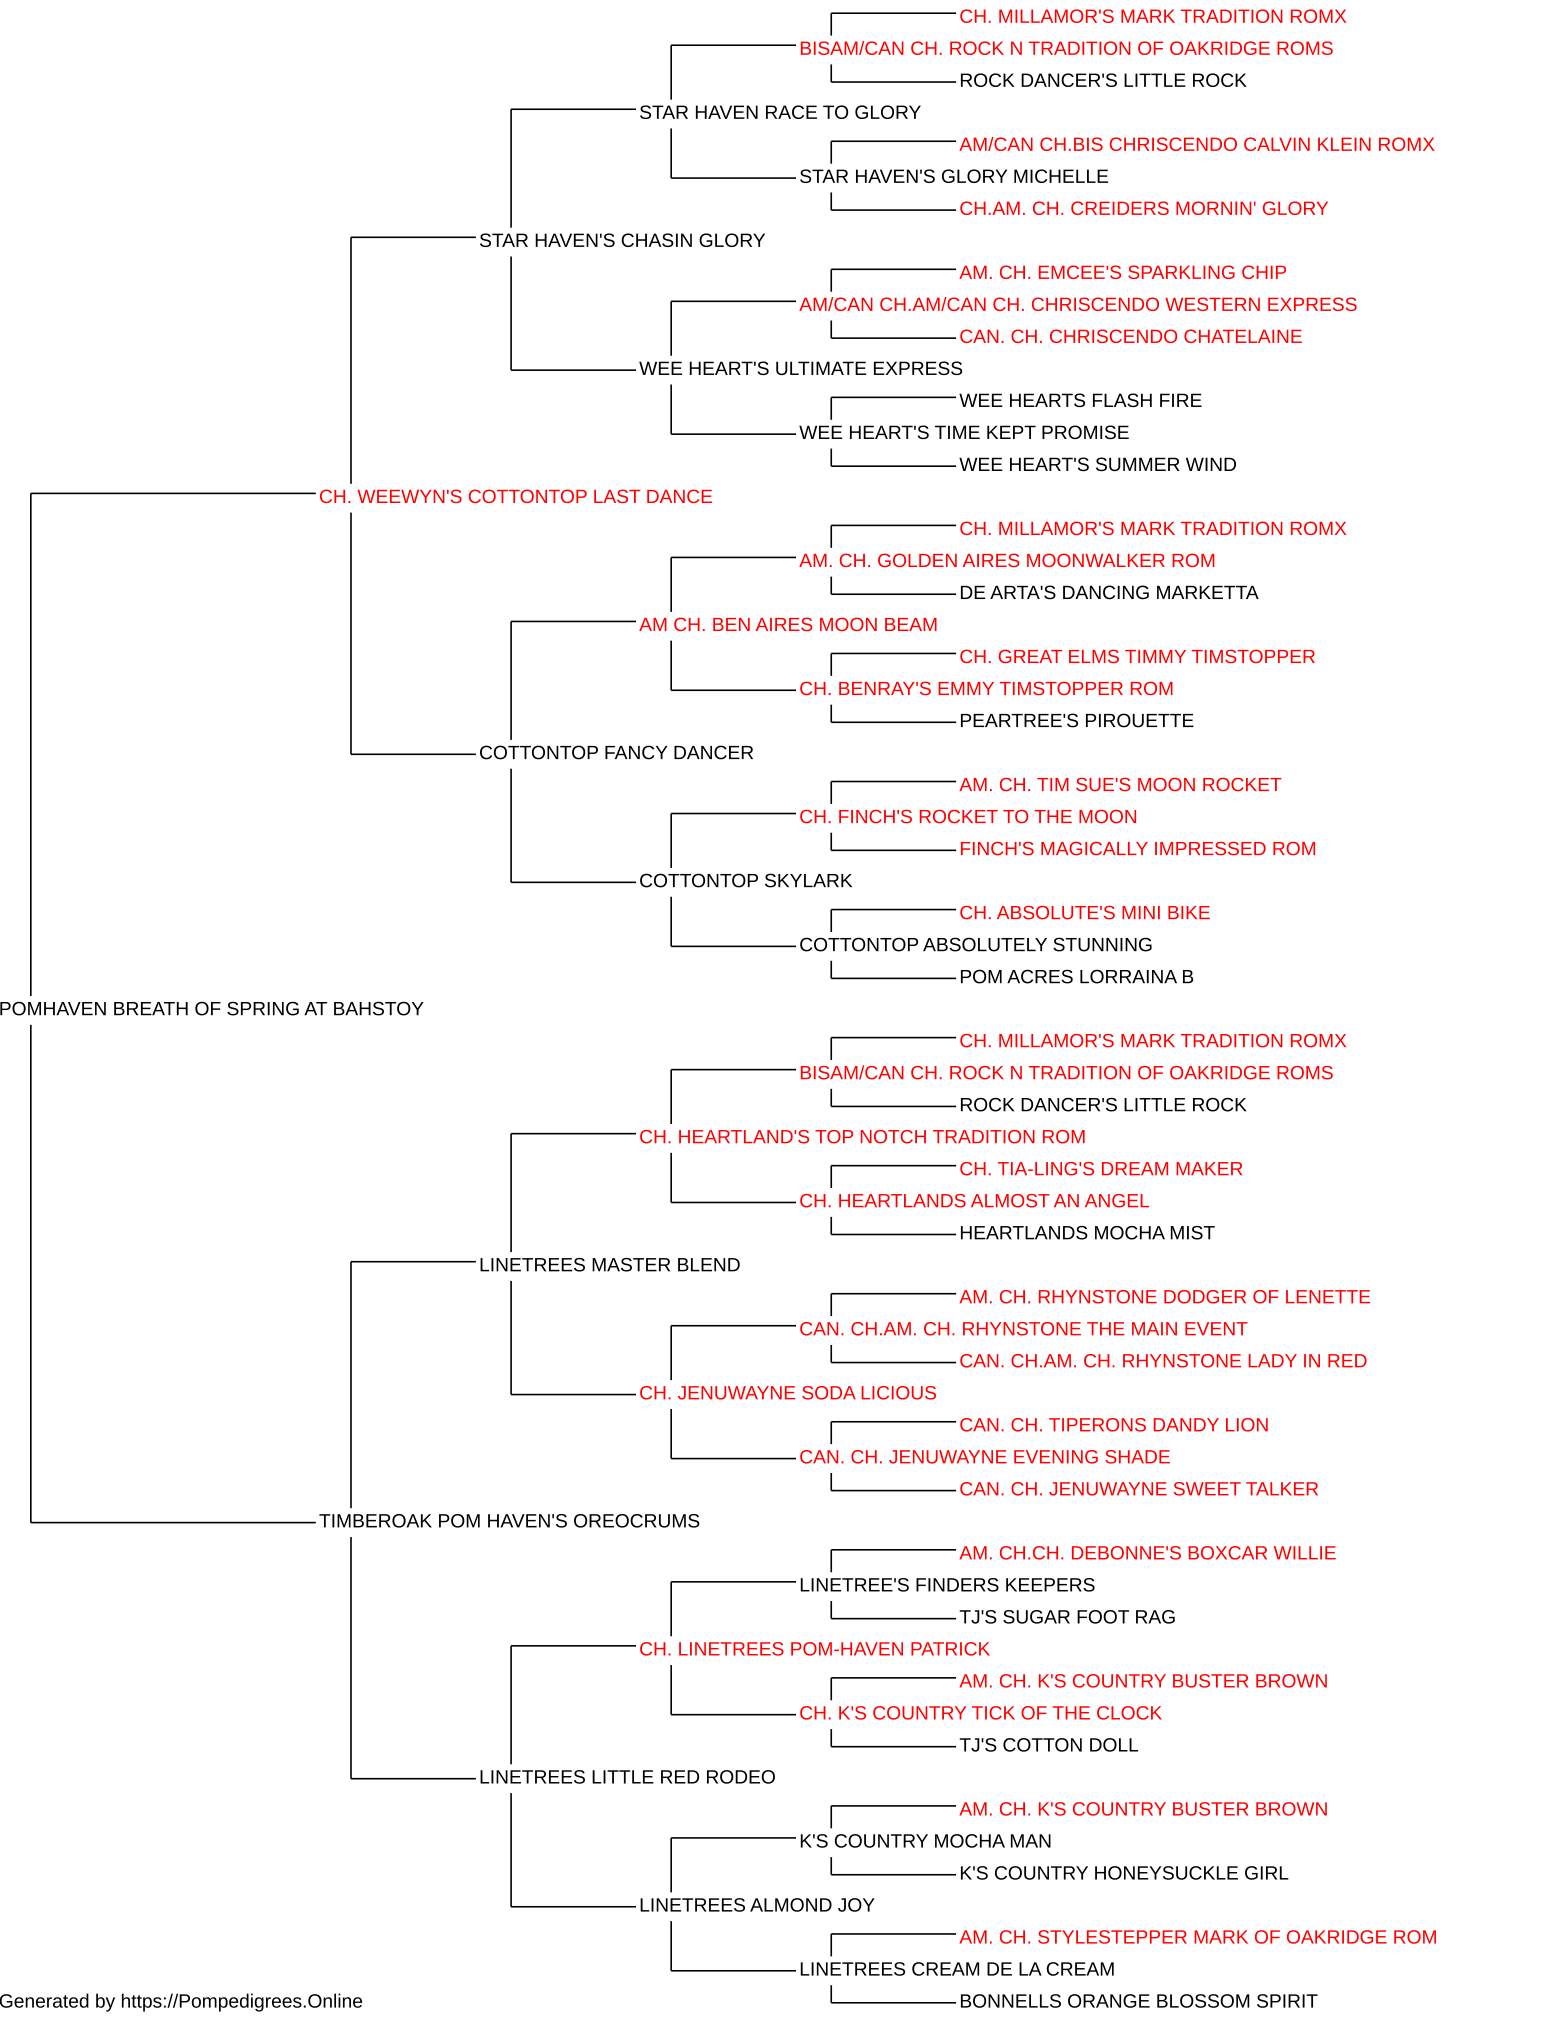 CH. MILLAMOR'S MARK TRADITION ROMX
BISAM/CAN CH. ROCK N TRADITION OF OAKRIDGE ROMS
ROCK DANCER'S LITTLE ROCK
STAR HAVEN RACE TO GLORY
AM/CAN CH.BIS CHRISCENDO CALVIN KLEIN ROMX
STAR HAVEN'S GLORY MICHELLE
CH.AM. CH. CREIDERS MORNIN' GLORY
STAR HAVEN'S CHASIN GLORY
AM. CH. EMCEE'S SPARKLING CHIP
AM/CAN CH.AM/CAN CH. CHRISCENDO WESTERN EXPRESS
CAN. CH. CHRISCENDO CHATELAINE
WEE HEART'S ULTIMATE EXPRESS
WEE HEARTS FLASH FIRE
WEE HEART'S TIME KEPT PROMISE
WEE HEART'S SUMMER WIND
CH. WEEWYN'S COTTONTOP LAST DANCE
CH. MILLAMOR'S MARK TRADITION ROMX
AM. CH. GOLDEN AIRES MOONWALKER ROM
DE ARTA'S DANCING MARKETTA
AM CH. BEN AIRES MOON BEAM
CH. GREAT ELMS TIMMY TIMSTOPPER
CH. BENRAY'S EMMY TIMSTOPPER ROM
PEARTREE'S PIROUETTE
COTTONTOP FANCY DANCER
AM. CH. TIM SUE'S MOON ROCKET
CH. FINCH'S ROCKET TO THE MOON
FINCH'S MAGICALLY IMPRESSED ROM
COTTONTOP SKYLARK
CH. ABSOLUTE'S MINI BIKE
COTTONTOP ABSOLUTELY STUNNING
POM ACRES LORRAINA B
POMHAVEN BREATH OF SPRING AT BAHSTOY
CH. MILLAMOR'S MARK TRADITION ROMX
BISAM/CAN CH. ROCK N TRADITION OF OAKRIDGE ROMS
ROCK DANCER'S LITTLE ROCK
CH. HEARTLAND'S TOP NOTCH TRADITION ROM
CH. TIA-LING'S DREAM MAKER
CH. HEARTLANDS ALMOST AN ANGEL
HEARTLANDS MOCHA MIST
LINETREES MASTER BLEND
AM. CH. RHYNSTONE DODGER OF LENETTE
CAN. CH.AM. CH. RHYNSTONE THE MAIN EVENT
CAN. CH.AM. CH. RHYNSTONE LADY IN RED
CH. JENUWAYNE SODA LICIOUS
CAN. CH. TIPERONS DANDY LION
CAN. CH. JENUWAYNE EVENING SHADE
CAN. CH. JENUWAYNE SWEET TALKER
TIMBEROAK POM HAVEN'S OREOCRUMS
AM. CH.CH. DEBONNE'S BOXCAR WILLIE
LINETREE'S FINDERS KEEPERS
TJ'S SUGAR FOOT RAG
CH. LINETREES POM-HAVEN PATRICK
AM. CH. K'S COUNTRY BUSTER BROWN
CH. K'S COUNTRY TICK OF THE CLOCK
TJ'S COTTON DOLL
LINETREES LITTLE RED RODEO
AM. CH. K'S COUNTRY BUSTER BROWN
K'S COUNTRY MOCHA MAN
K'S COUNTRY HONEYSUCKLE GIRL
LINETREES ALMOND JOY
AM. CH. STYLESTEPPER MARK OF OAKRIDGE ROM
LINETREES CREAM DE LA CREAM
BONNELLS ORANGE BLOSSOM SPIRIT
Generated by https://Pompedigrees.Online